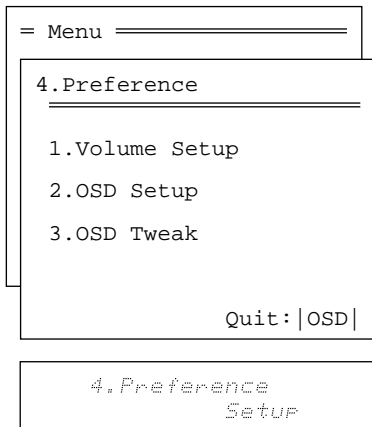 = Menu
4.Preference
1.Volume Setup
2.OSD Setup
3.OSD Tweak
Quit:|OSD|
4.Preference
Setup